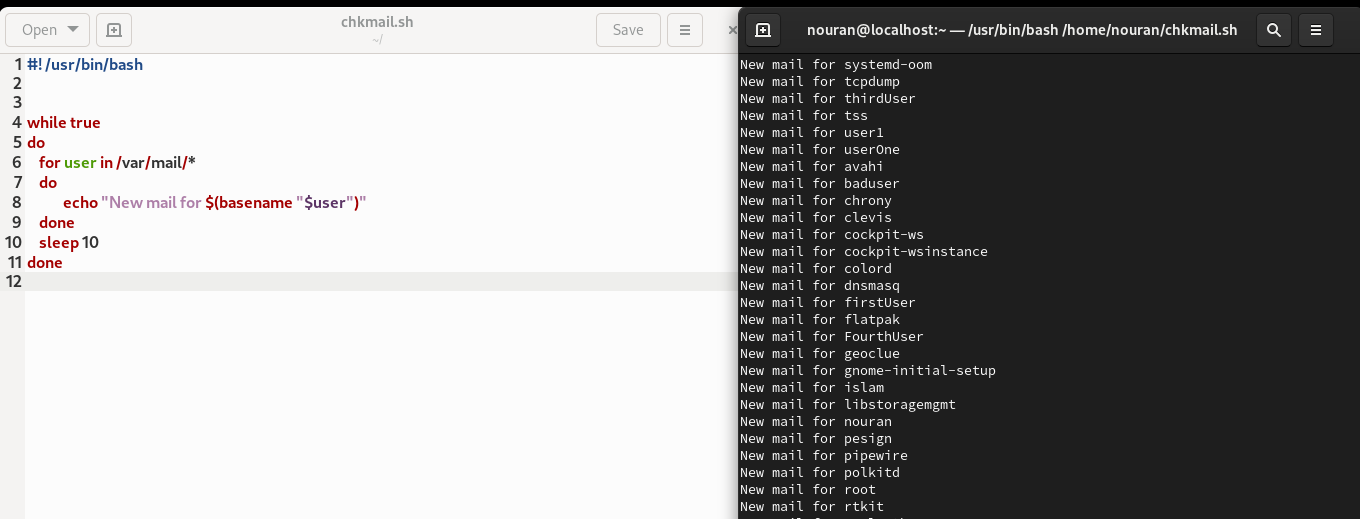 Open
chkmail.sh
~/
Save
1 #! /usr/bin/bash
2
3
4 while true
5 do
6 for user in /var/mail/*
7 do
8 echo "New mail for $(basename "$user")"
9 done
10 sleep 10
11 done
12
nouran@localhost:~ — /usr/bin/bash /home/nouran/chkmail.sh
New mail for systemd-oom
New mail for tcpdump
New mail for thirdUser
New mail for tss
New mail for user1
New mail for userOne
New mail for avahi
New mail for baduser
New mail for chrony
New mail for clevis
New mail for cockpit-ws
New mail for cockpit-wsinstance
New mail for colord
New mail for dnsmasq
New mail for firstUser
New mail for flatpak
New mail for FourthUser
New mail for geoclue
New mail for gnome-initial-setup
New mail for islam
New mail for libstoragemgmt
New mail for nouran
New mail for pesign
New mail for pipewire
New mail for polkitd
New mail for root
New mail for rtkit